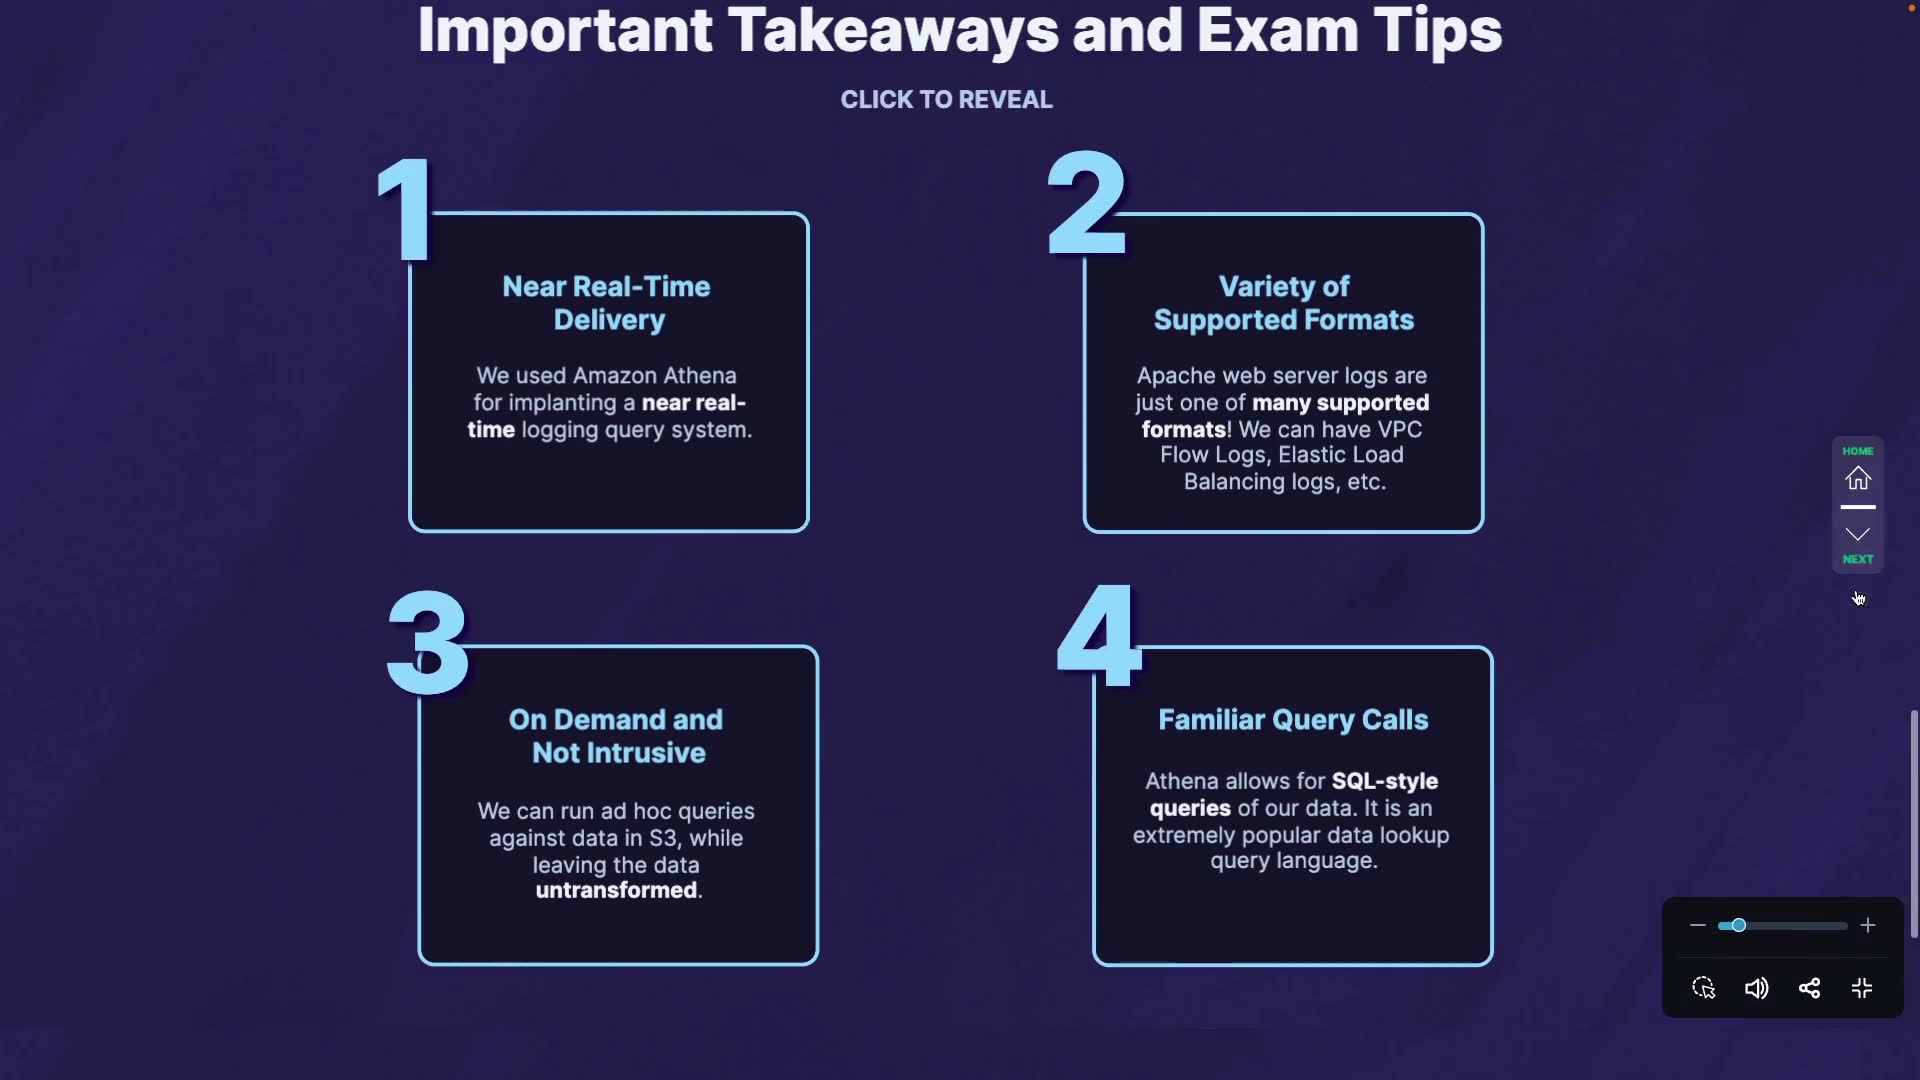 Important Takeaways and Exam Tips
CLICK TO REVEAL
1
Near Real-Time
Delivery
We used Amazon Athena
for implanting a near real-
time logging query system.
2
Variety of
Supported Formats
Apache web server logs are
just one of many supported
formats! We can have VPC
Flow Logs, Elastic Load
Balancing logs, etc.
3
On Demand and
Not Intrusive
We can run ad hoc queries
against data in S3, while
leaving the data
untransformed.
4
Familiar Query Calls
Athena allows for SQL-style
queries of our data. It is an
extremely popular data lookup
query language.
HOME
NEXT